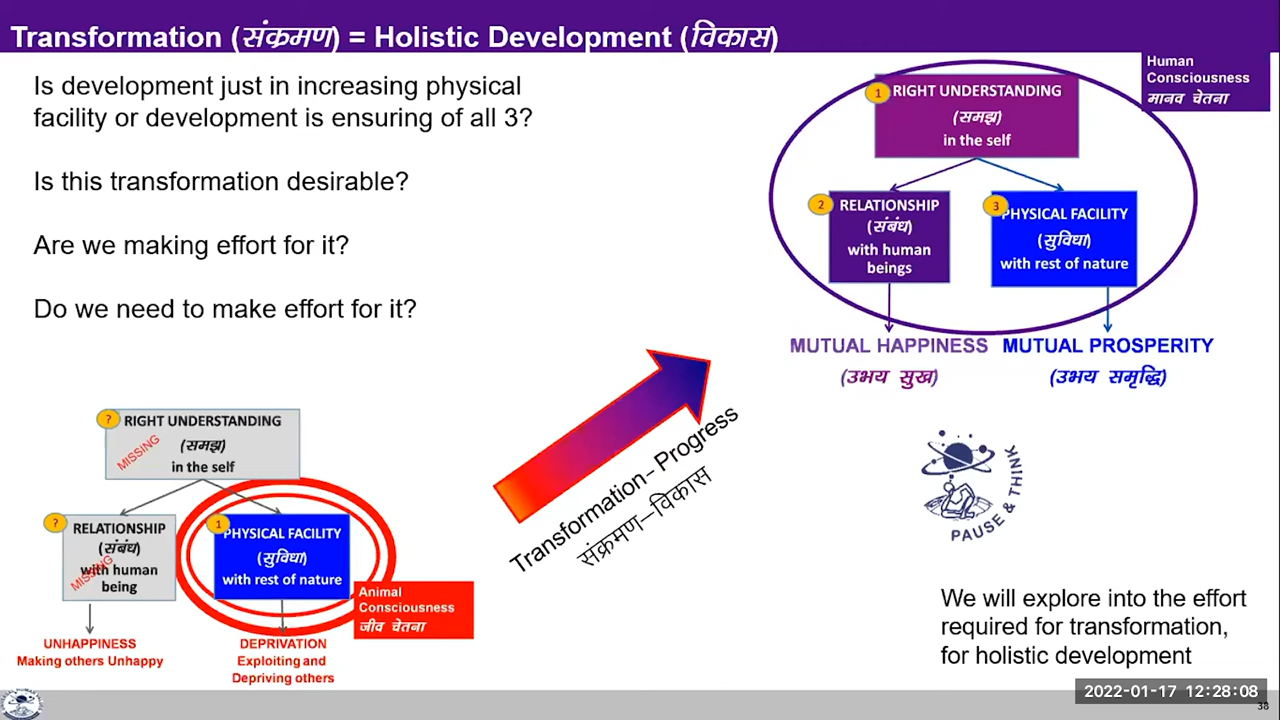 Transformation (संक्रमण) = Holistic Development (विकास)
Is development just in increasing physical
facility or development is ensuring of all 3?
Is this transformation desirable?
Are we making effort for it?
Do we need to make effort for it?
Human
Consciousness
मानव चेतना
1
RIGHT UNDERSTANDING
(समझ)
in the self
2
RELATIONSHIP
(संबंध)
with human
beings
3
PHYSICAL FACILITY
(सुविधा)
with rest of nature
MUTUAL HAPPINESS
(उभय सुख)
MUTUAL PROSPERITY
(उभय समृद्धि)
Transformation - Progress
संक्रमण–विकास
?
RIGHT UNDERSTANDING
(समझ)
in the self
MISSING
?
RELATIONSHIP
(संबंध)
with human
being
MISSING
1
PHYSICAL FACILITY
(सुविधा)
with rest of nature
Animal
Consciousness
जीव चेतना
UNHAPPINESS
Making others Unhappy
DEPRIVATION
Exploiting and
Depriving others
PAUSE & THINK
We will explore into the effort
required for transformation,
for holistic development
2022-01-17 12:28:08
38